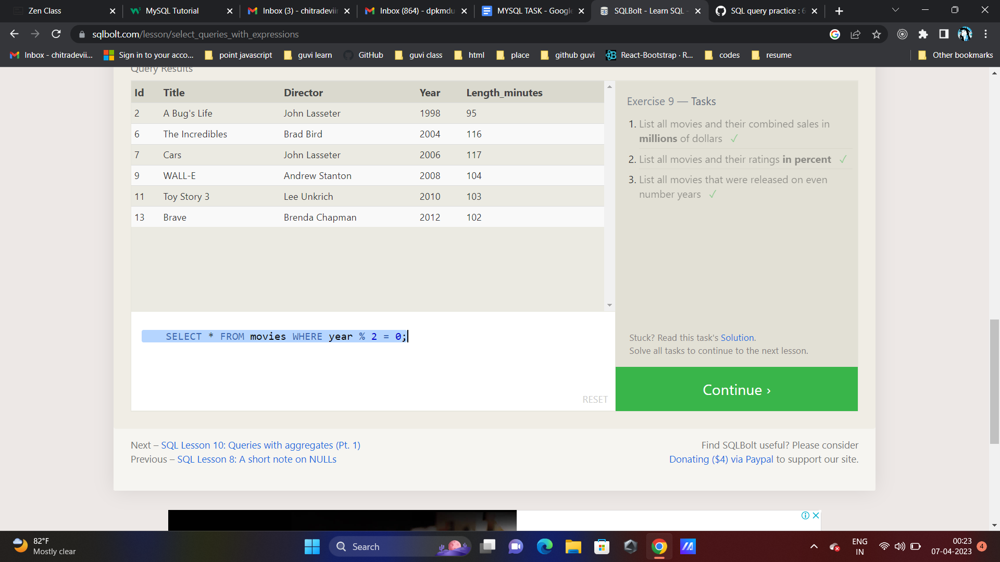 Zen Class
MySQL Tutorial
Inbox (3) - chitradeviir
Inbox (864) - dpkmdu
MYSQL TASK - Google
SQLBolt - Learn SQL -
SQL query practice : 6
sqlbolt.com/lesson/select_queries_with_expressions
Inbox - chitradevii...
Sign in to your acco...
point javascript
guvi learn
GitHub
guvi class
html
place
github guvi
React-Bootstrap · R...
codes
resume
Other bookmarks
Query Results
Id Title Director Year Length_minutes
2 A Bug's Life John Lasseter 1998 95
6 The Incredibles Brad Bird 2004 116
7 Cars John Lasseter 2006 117
9 WALL-E Andrew Stanton 2008 104
11 Toy Story 3 Lee Unkrich 2010 103
13 Brave Brenda Chapman 2012 102
SELECT * FROM movies WHERE year % 2 = 0;
RESET
Exercise 9 — Tasks
1. List all movies and their combined sales in
millions of dollars ✓
2. List all movies and their ratings in percent ✓
3. List all movies that were released on even
number years ✓
Stuck? Read this task's Solution.
Solve all tasks to continue to the next lesson.
Continue ›
Next – SQL Lesson 10: Queries with aggregates (Pt. 1)
Previous – SQL Lesson 8: A short note on NULLs
Find SQLBolt useful? Please consider
Donating ($4) via Paypal to support our site.
82°F
Mostly clear
Search
ENG
IN
00:23
07-04-2023
4